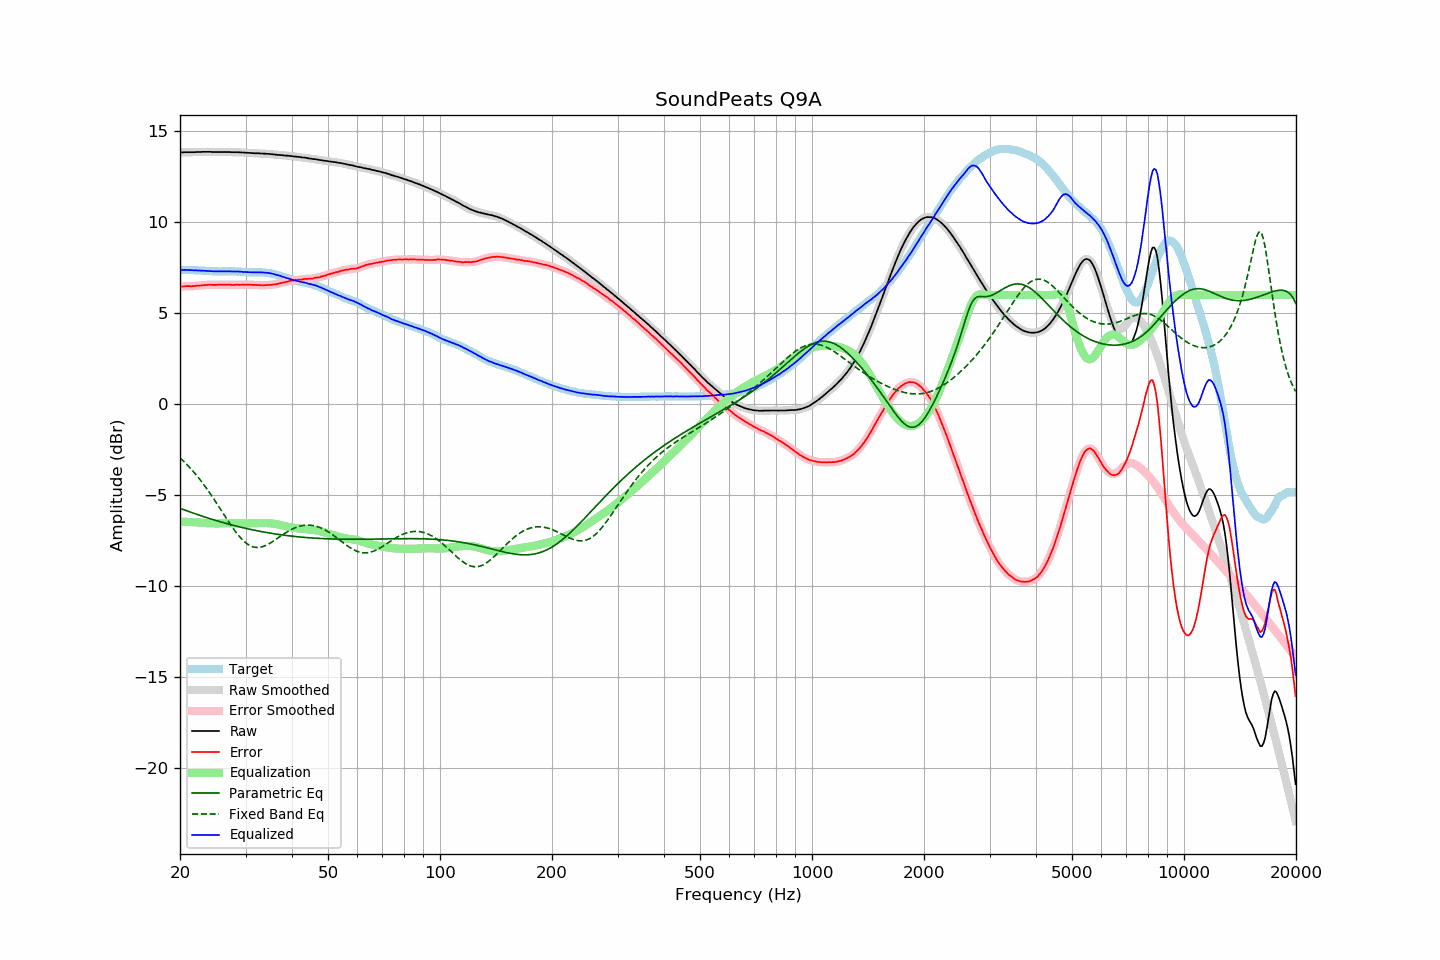 SoundPeats Q9A
15
10
5
0
−5
−10
−15
−20
Amplitude (dBr)
Target
Raw Smoothed
Error Smoothed
Raw
Error
Equalization
Parametric Eq
Fixed Band Eq
Equalized
20 50 100 200 500 1000 2000 5000 10000 20000
Frequency (Hz)